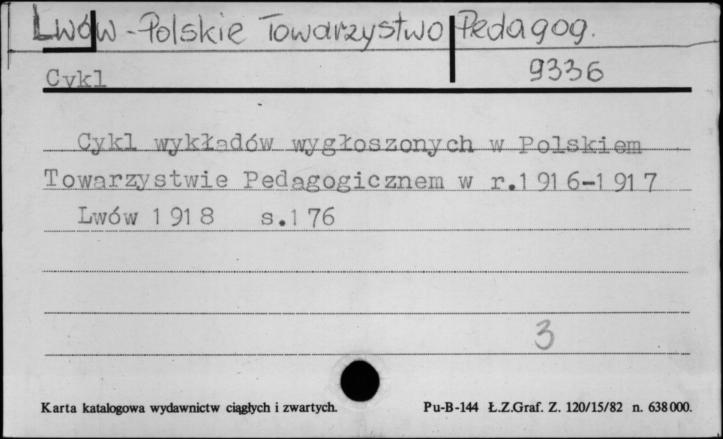 Lwów - Polskie Towarzystwo Pedagog.
Cykl 9336
Cykl wykładów wygłoszonych w Polskiem
Towarzystwie Pedagogicznem w r.1916-1917
Lwów 1918 s.176
3
Karta katalogowa wydawnictw ciągłych i zwartych. Pu-B-144 Ł.Z.Graf. Z. 120/15/82 n. 638000.